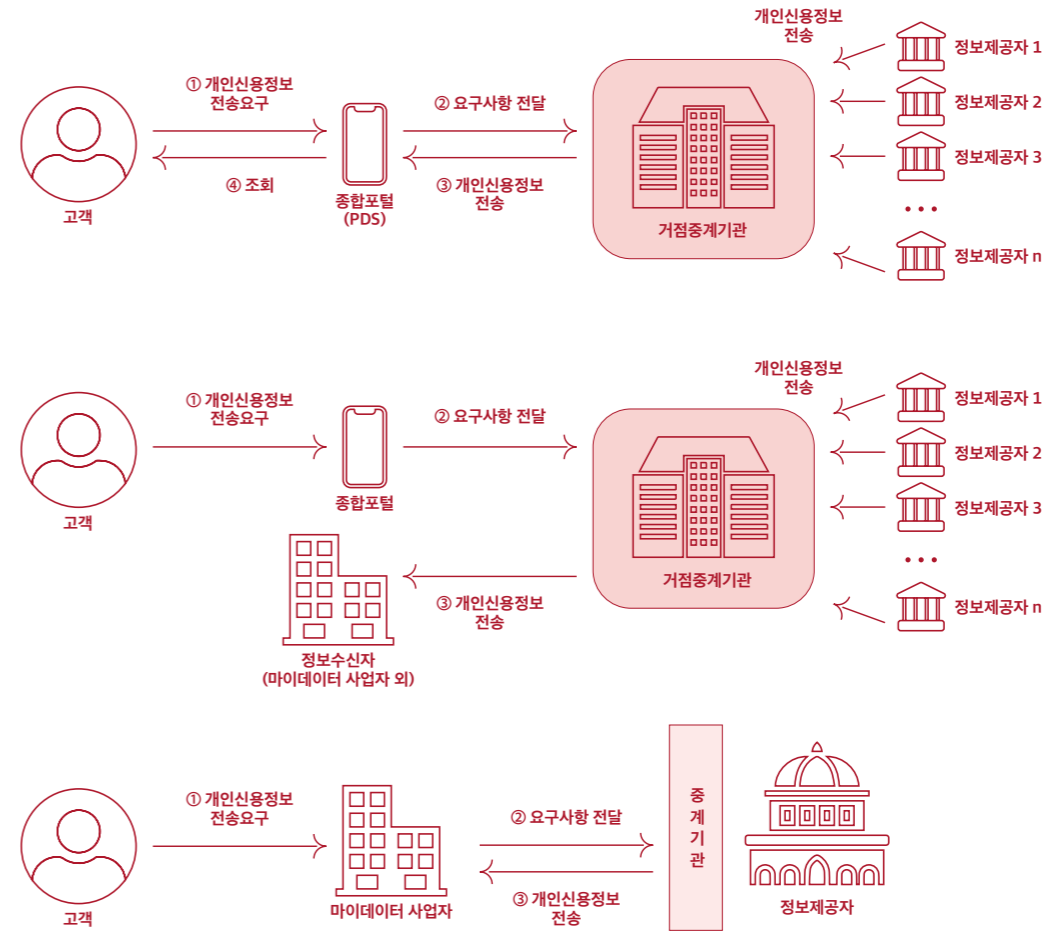 개인신용정보
전송
정보제공자 1
① 개인신용정보
전송요구
② 요구사항 전달
정보제공자 2
정보제공자 3
④ 조회
③ 개인신용정보
전송
종합포털
(PDS)
고객
거점중계기관
•••
정보제공자 n
개인신용정보
전송
정보제공자 1
① 개인신용정보
전송요구
② 요구사항 전달
정보제공자 2
정보제공자 3
종합포털
고객
거점중계기관
•••
③ 개인신용정보
전송
정보제공자 n
정보수신자
(마이데이터 사업자 외)
① 개인신용정보
전송요구
② 요구사항 전달
중
계
기
관
③ 개인신용정보
전송
고객
마이데이터 사업자
정보제공자